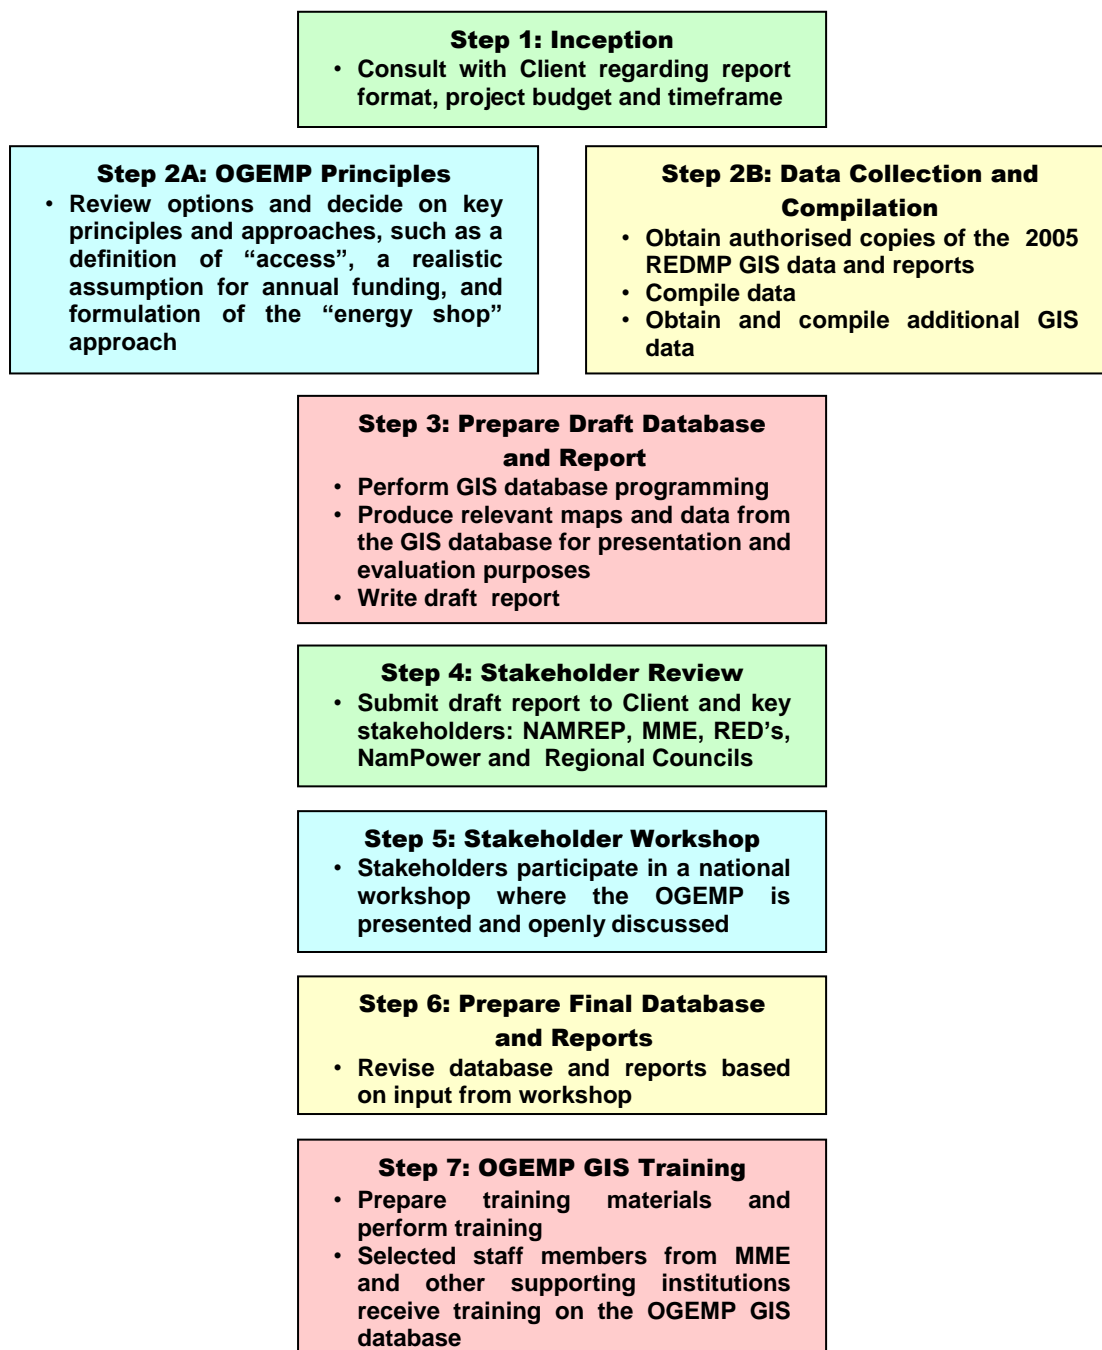 Step 1: Inception
• Consult with Client regarding report
format, project budget and timeframe
Step 2A: OGEMP Principles
• Review options and decide on key
principles and approaches, such as a
definition of “access”, a realistic
assumption for annual funding, and
formulation of the “energy shop”
approach
Step 2B: Data Collection and
Compilation
• Obtain authorised copies of the 2005
REDMP GIS data and reports
• Compile data
• Obtain and compile additional GIS
data
Step 3: Prepare Draft Database
and Report
• Perform GIS database programming
• Produce relevant maps and data from
the GIS database for presentation and
evaluation purposes
• Write draft report
Step 4: Stakeholder Review
• Submit draft report to Client and key
stakeholders: NAMREP, MME, RED’s,
NamPower and Regional Councils
Step 5: Stakeholder Workshop
• Stakeholders participate in a national
workshop where the OGEMP is
presented and openly discussed
Step 6: Prepare Final Database
and Reports
• Revise database and reports based
on input from workshop
Step 7: OGEMP GIS Training
• Prepare training materials and
perform training
• Selected staff members from MME
and other supporting institutions
receive training on the OGEMP GIS
database